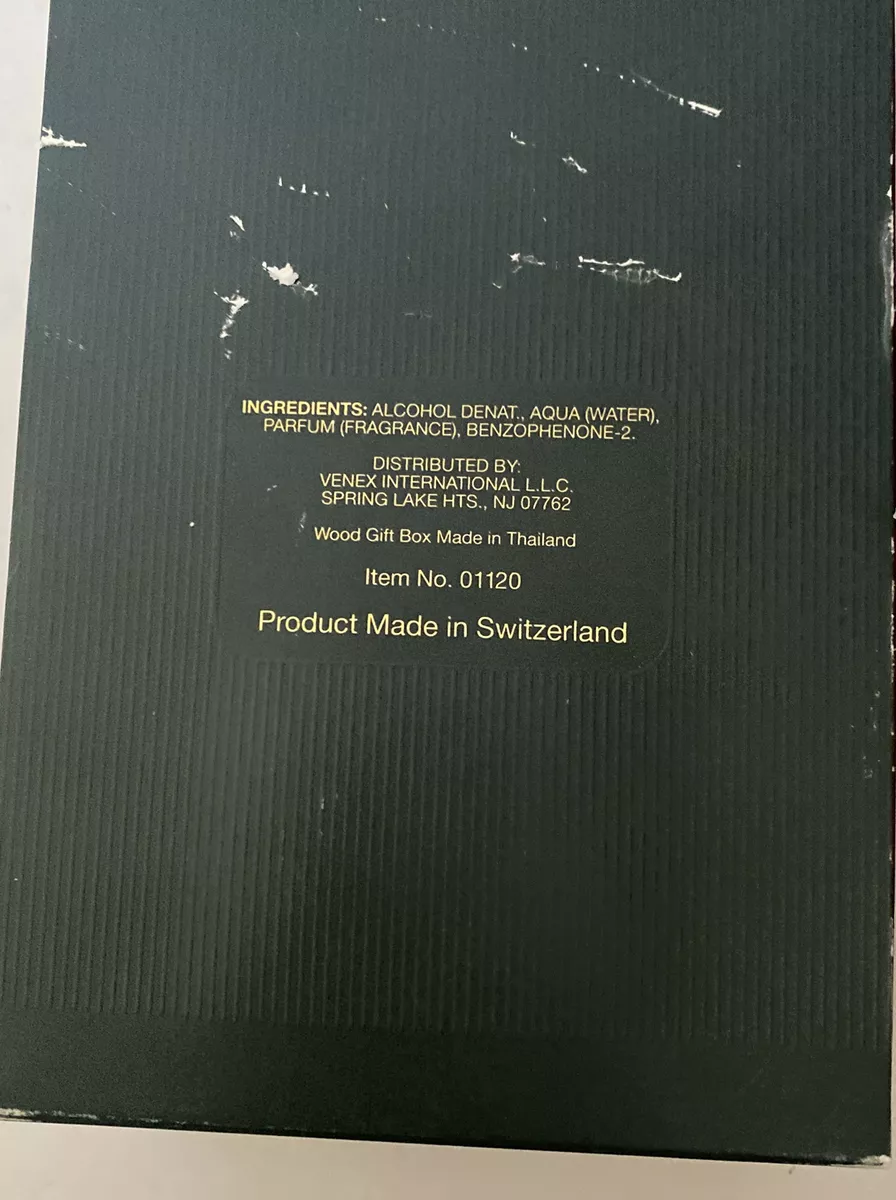 INGREDIENTS: ALCOHOL DENAT., AQUA (WATER),
PARFUM (FRAGRANCE), BENZOPHENONE-2.
DISTRIBUTED BY:
VENEX INTERNATIONAL L.L.C.
SPRING LAKE HTS., NJ 07762
Wood Gift Box Made in Thailand
Item No. 01120
Product Made in Switzerland